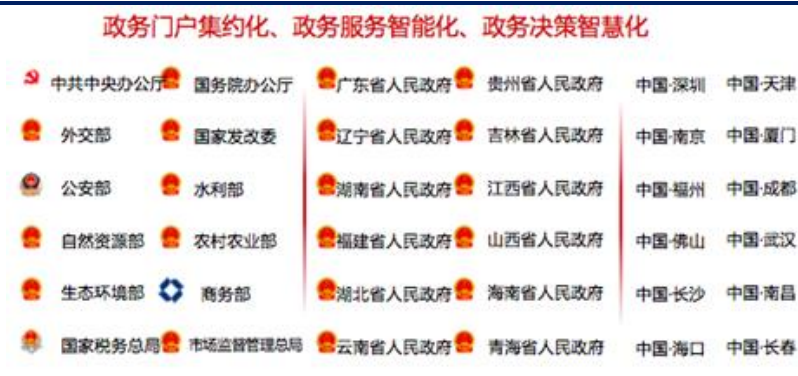 政务门户集约化、政务服务智能化、政务决策智慧化
中共中央办公厅 国务院办公厅 广东省人民政府 贵州省人民政府 中国·深圳 中国·天津
外交部 国家发改委 辽宁省人民政府 吉林省人民政府 中国·南京 中国·厦门
公安部 水利部 湖南省人民政府 江西省人民政府 中国·福州 中国·成都
自然资源部 农村农业部 福建省人民政府 山西省人民政府 中国·佛山 中国·武汉
生态环境部 商务部 湖北省人民政府 海南省人民政府 中国·长沙 中国·南昌
国家税务总局 市场监督管理总局 云南省人民政府 青海省人民政府 中国·海口 中国·长春